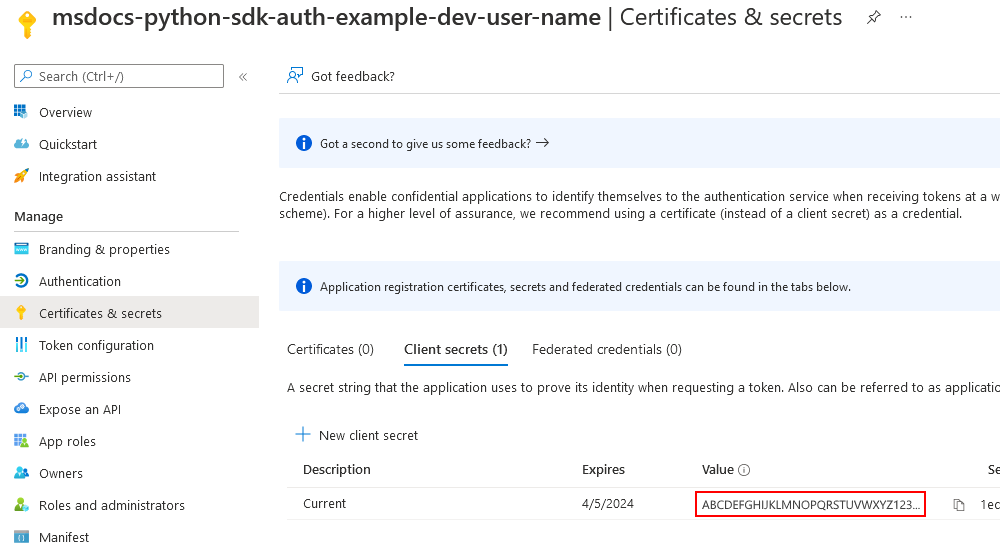 msdocs-python-sdk-auth-example-dev-user-name | Certificates & secrets
Search (Ctrl+/)
«
Got feedback?
Overview
Quickstart
Integration assistant
Got a second to give us some feedback? →
Credentials enable confidential applications to identify themselves to the authentication service when receiving tokens at a w
scheme). For a higher level of assurance, we recommend using a certificate (instead of a client secret) as a credential.
Manage
Branding & properties
Authentication
Certificates & secrets
Token configuration
API permissions
Expose an API
App roles
Owners
Roles and administrators
Manifest
Application registration certificates, secrets and federated credentials can be found in the tabs below.
Certificates (0) Client secrets (1) Federated credentials (0)
A secret string that the application uses to prove its identity when requesting a token. Also can be referred to as applicatio
New client secret
Description Expires Value Se
Current 4/5/2024 ABCDEFGHIJKLMNOPQRSTUVWXYZ123... 1ed